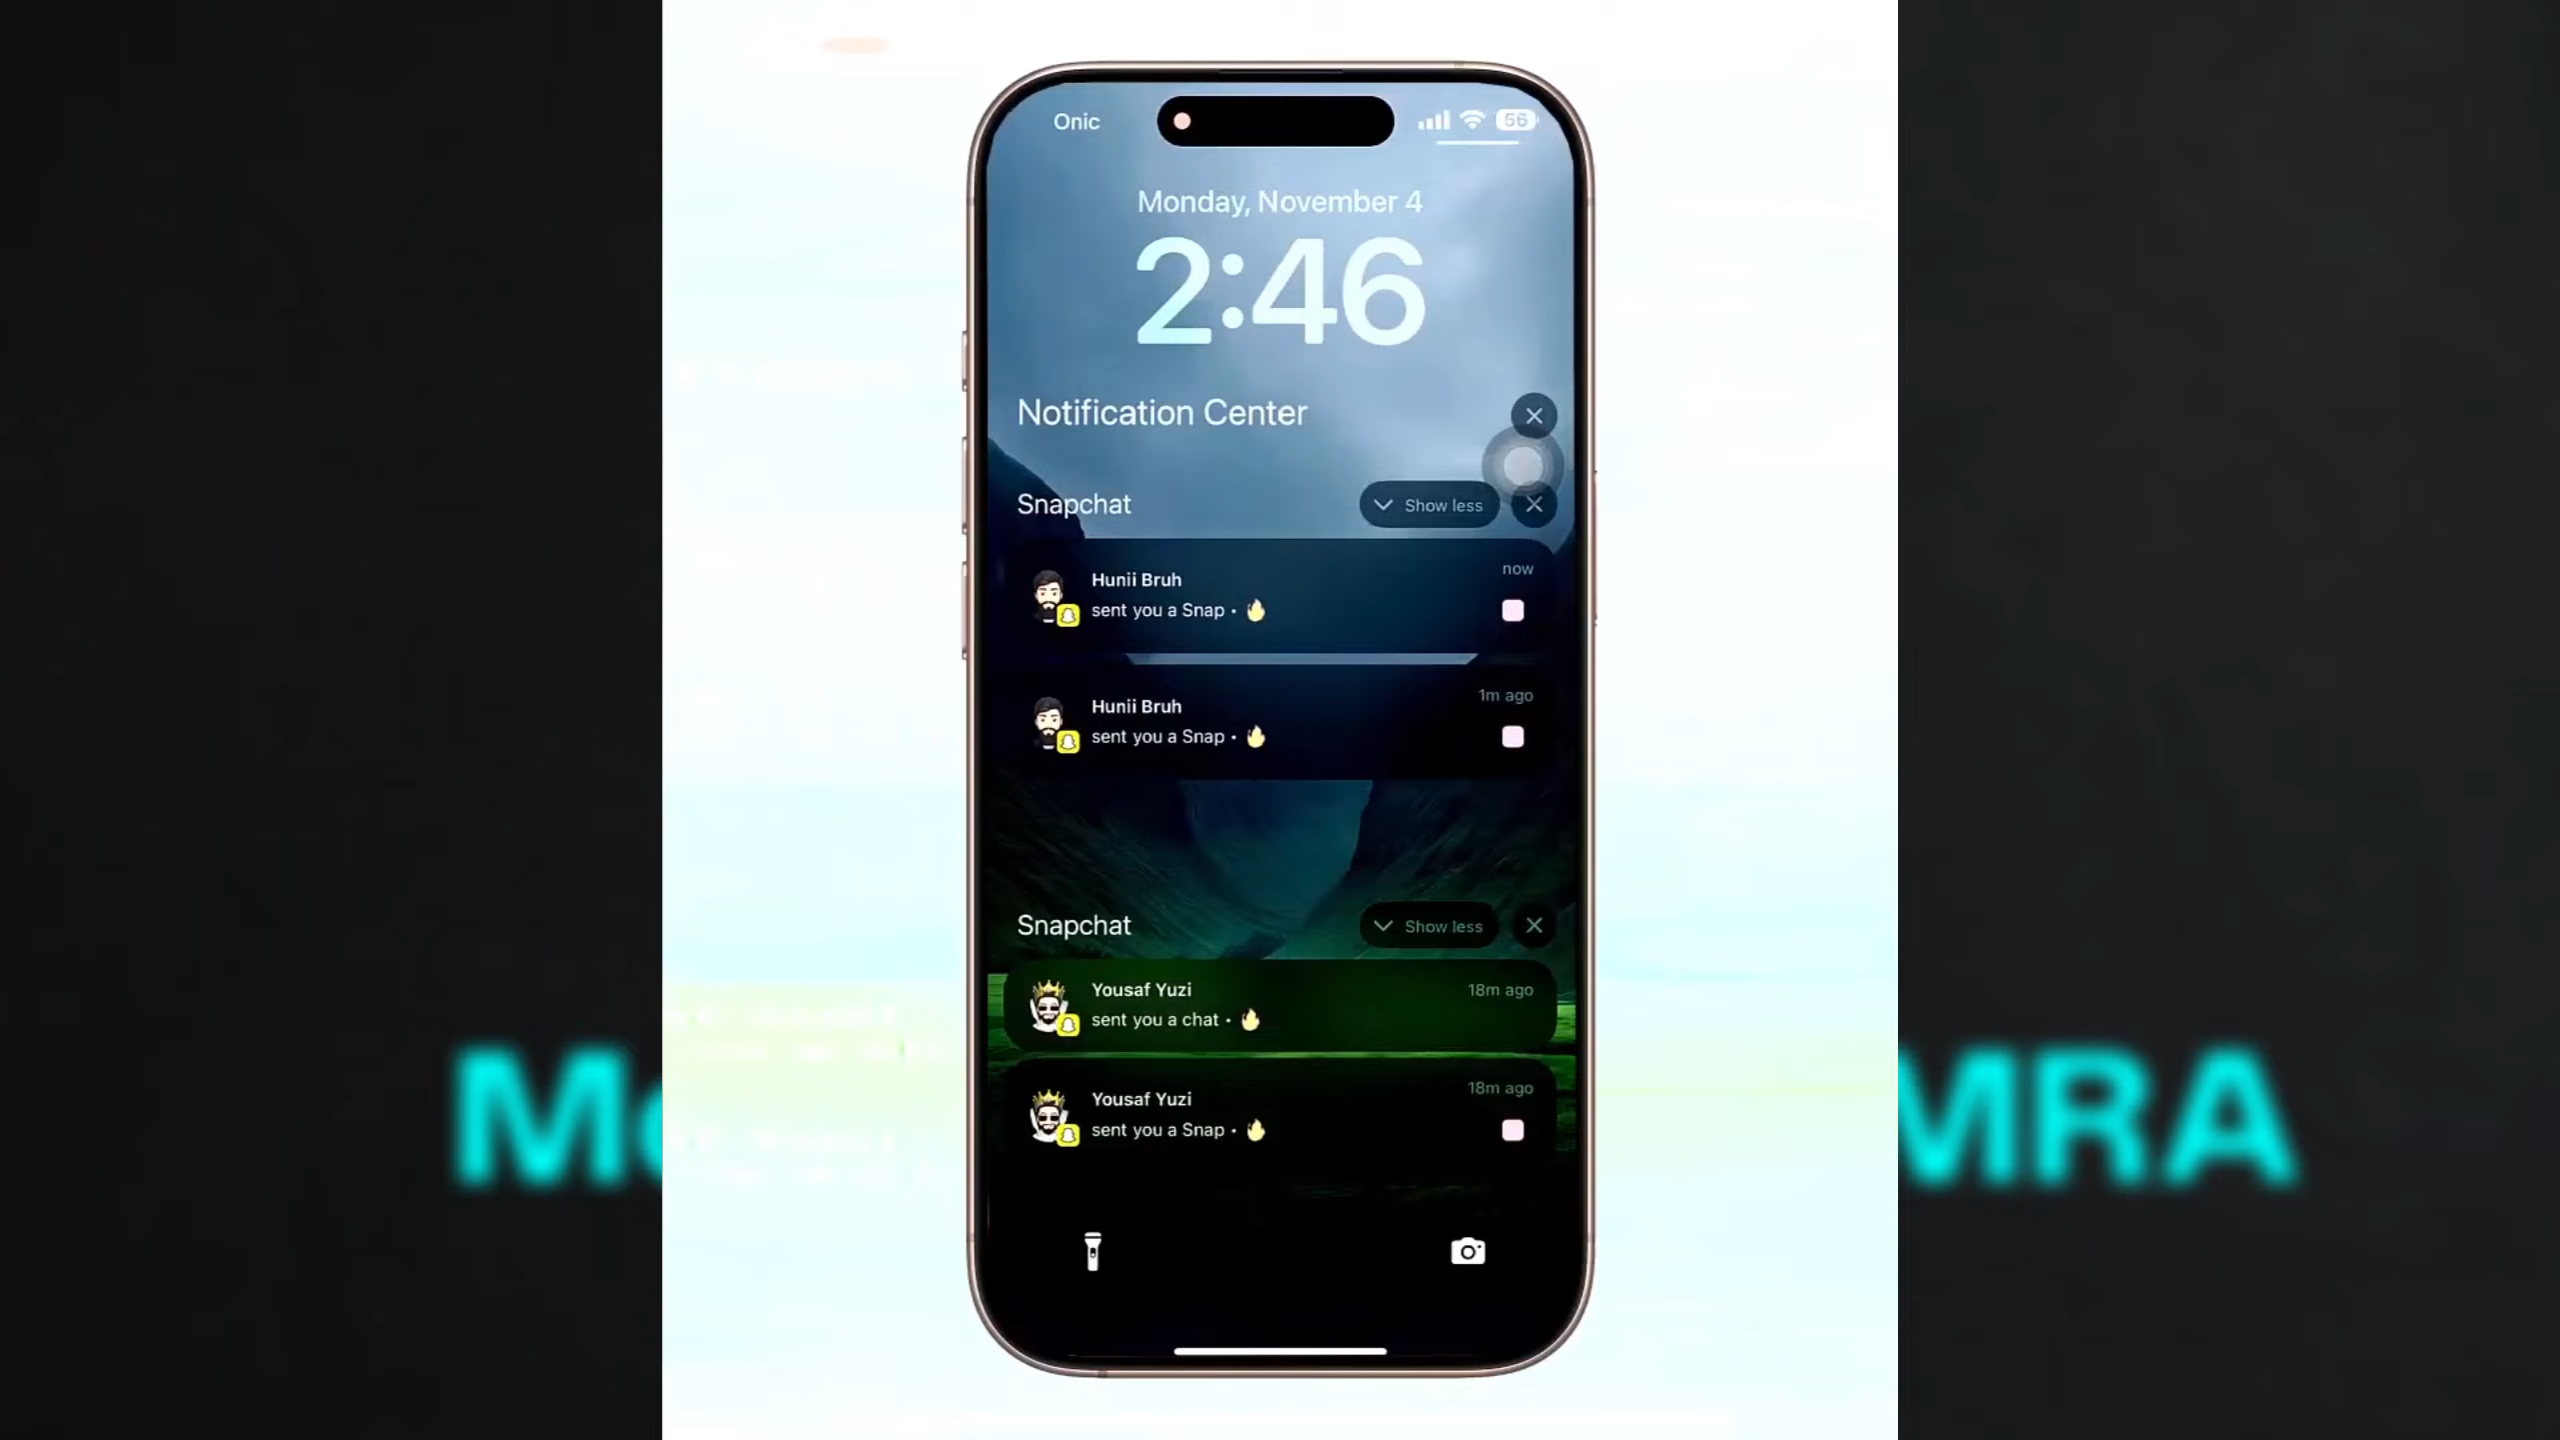 Onic
56
Monday, November 4
2:46
Notification Center
Snapchat
Show less
Hunii Bruh
now
sent you a Snap • 🔥
Hunii Bruh
1m ago
sent you a Snap • 🔥
Snapchat
Show less
Yousaf Yuzi
18m ago
sent you a chat • 🔥
Yousaf Yuzi
18m ago
sent you a Snap • 🔥
MRA